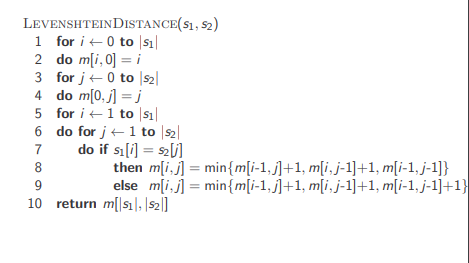 LEVENSHTEINDISTANCE(s₁, s₂)
1 for i ← 0 to |s₁|
2 do m[i,0] = i
3 for j ← 0 to |s₂|
4 do m[0,j] = j
5 for i ← 1 to |s₁|
6 do for j ← 1 to |s₂|
7 do if s₁[i] = s₂[j]
8 then m[i,j] = min{m[i-1,j]+1, m[i,j-1]+1, m[i-1,j-1]}
9 else m[i,j] = min{m[i-1,j]+1, m[i,j-1]+1, m[i-1,j-1]+1}
10 return m[|s₁|,|s₂|]